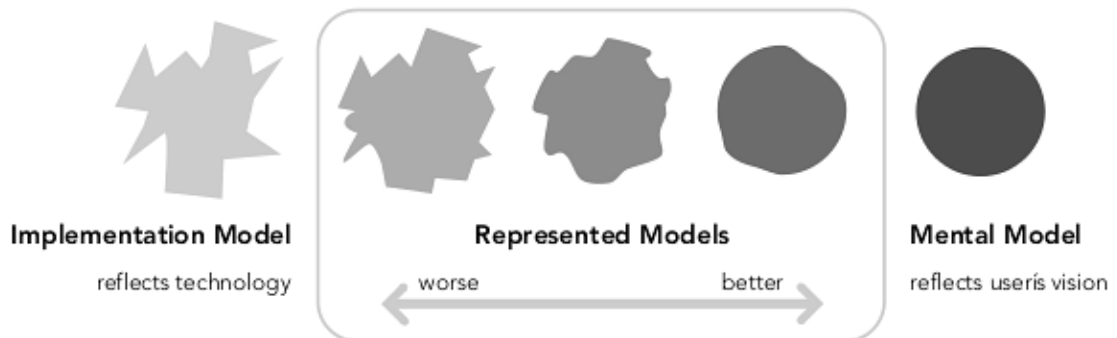 Implementation Model
reflects technology
Represented Models
worse
better
Mental Model
reflects userís vision